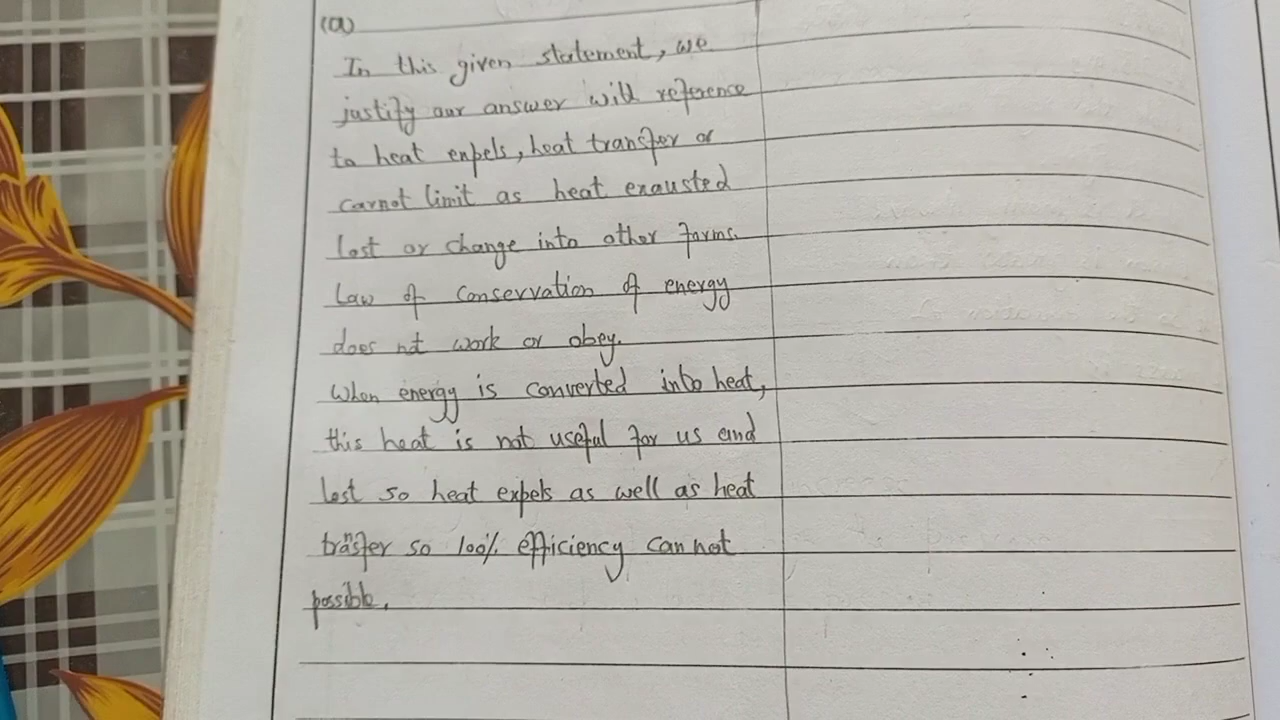 (a)
In this given statement, we
justify our answer will reference
to heat enpels, heat transfer or
carnot limit as heat exausted
lost or change into other forms.
Law of conservation of energy
does not work or obey.
When energy is converted into heat,
this heat is not useful for us and
lost so heat expels as well as heat
trasfer so 100% efficiency can not
possible.